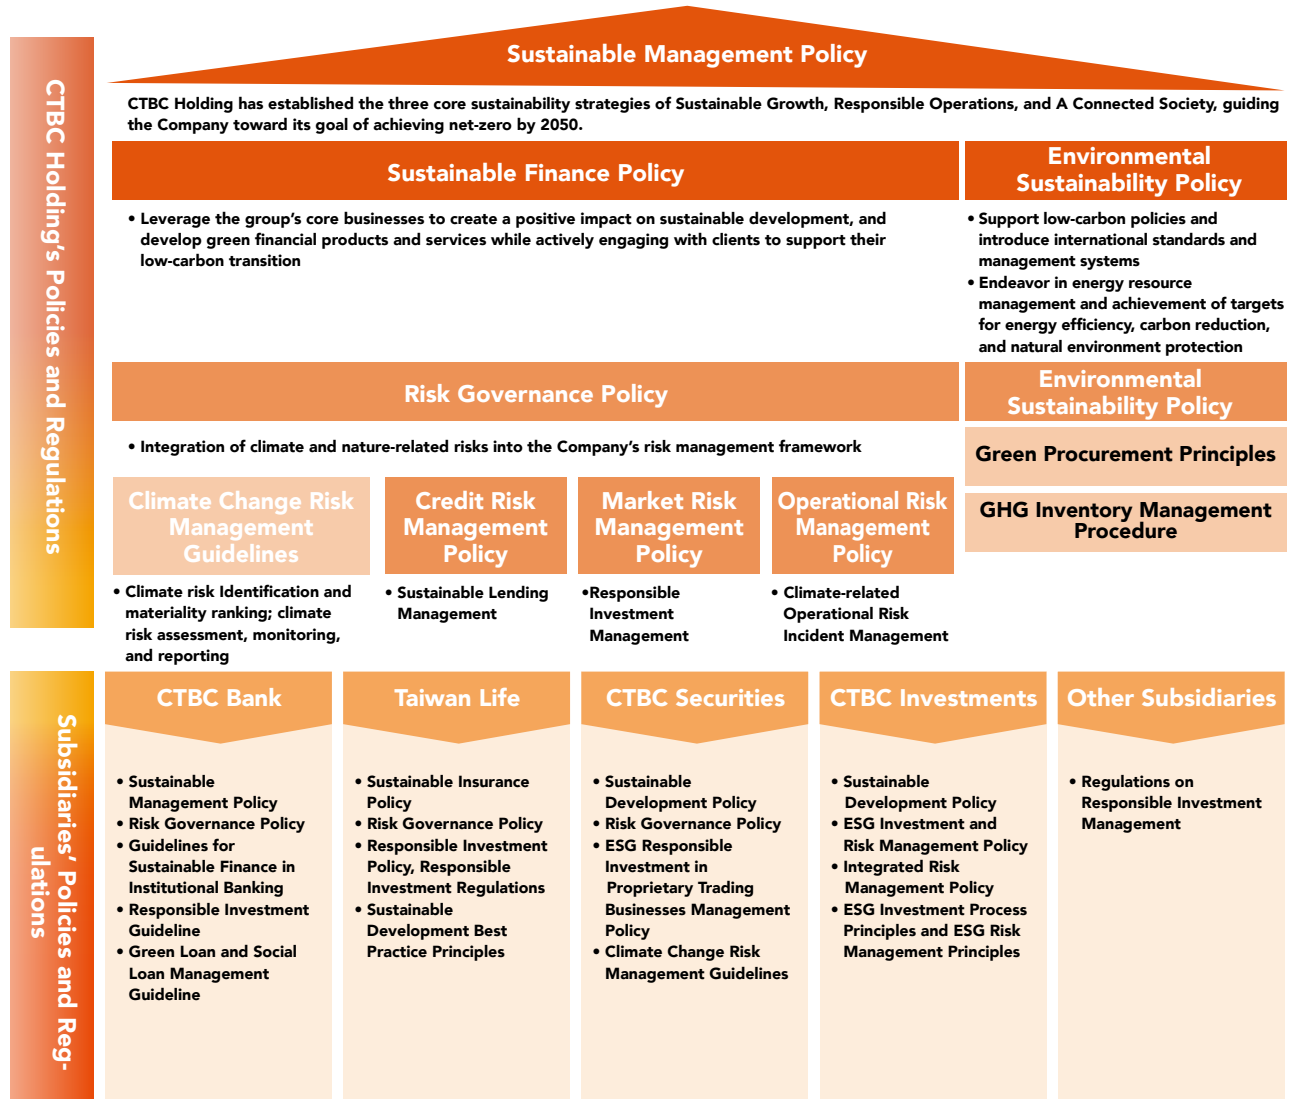 CTBC Holding's Policies and Regulations
Sustainable Management Policy
CTBC Holding has established the three core sustainability strategies of Sustainable Growth, Responsible Operations, and A Connected Society, guiding
the Company toward its goal of achieving net-zero by 2050.
Sustainable Finance Policy
• Leverage the group's core businesses to create a positive impact on sustainable development, and
develop green financial products and services while actively engaging with clients to support their
low-carbon transition
Environmental
Sustainability Policy
• Support low-carbon policies and
introduce international standards and
management systems
• Endeavor in energy resource
management and achievement of targets
for energy efficiency, carbon reduction,
and natural environment protection
Risk Governance Policy
• Integration of climate and nature-related risks into the Company's risk management framework
Environmental
Sustainability Policy
Green Procurement Principles
GHG Inventory Management
Procedure
Climate Change Risk
Management
Guidelines
• Climate risk Identification and
materiality ranking; climate
risk assessment, monitoring,
and reporting
Credit Risk
Management
Policy
• Sustainable Lending
Management
Market Risk
Management
Policy
•Responsible
Investment
Management
Operational Risk
Management
Policy
• Climate-related
Operational Risk
Incident Management
Subsidiaries' Policies and Reg-
ulations
CTBC Bank
• Sustainable
Management Policy
• Risk Governance Policy
• Guidelines for
Sustainable Finance in
Institutional Banking
• Responsible Investment
Guideline
• Green Loan and Social
Loan Management
Guideline
Taiwan Life
• Sustainable Insurance
Policy
• Risk Governance Policy
• Responsible Investment
Policy, Responsible
Investment Regulations
• Sustainable
Development Best
Practice Principles
CTBC Securities
• Sustainable
Development Policy
• Risk Governance Policy
• ESG Responsible
Investment in
Proprietary Trading
Businesses Management
Policy
• Climate Change Risk
Management Guidelines
CTBC Investments
• Sustainable
Development Policy
• ESG Investment and
Risk Management Policy
• Integrated Risk
Management Policy
• ESG Investment Process
Principles and ESG Risk
Management Principles
Other Subsidiaries
• Regulations on
Responsible Investment
Management